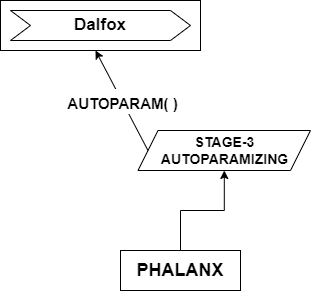 Dalfox
AUTOPARAM( )
STAGE-3
AUTOPARAMIZING
PHALANX